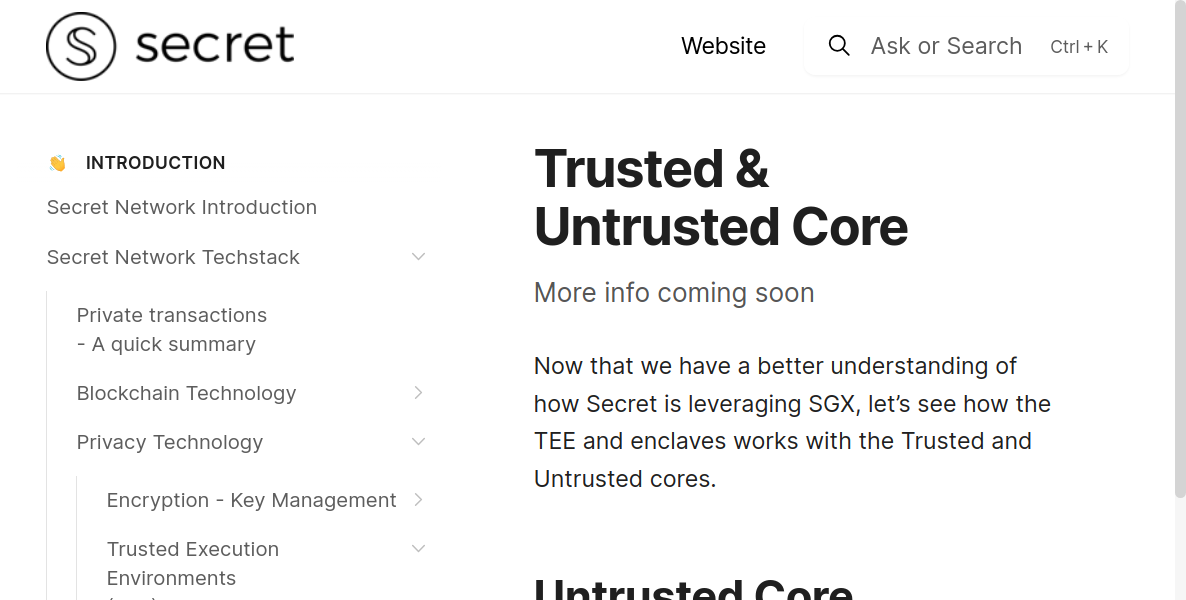 secret
Website
Ask or Search Ctrl + K
INTRODUCTION
Secret Network Introduction
Secret Network Techstack
Private transactions
- A quick summary
Blockchain Technology
Privacy Technology
Encryption - Key Management
Trusted Execution
Environments
Trusted &
Untrusted Core
More info coming soon
Now that we have a better understanding of
how Secret is leveraging SGX, let’s see how the
TEE and enclaves works with the Trusted and
Untrusted cores.
Untrusted Core